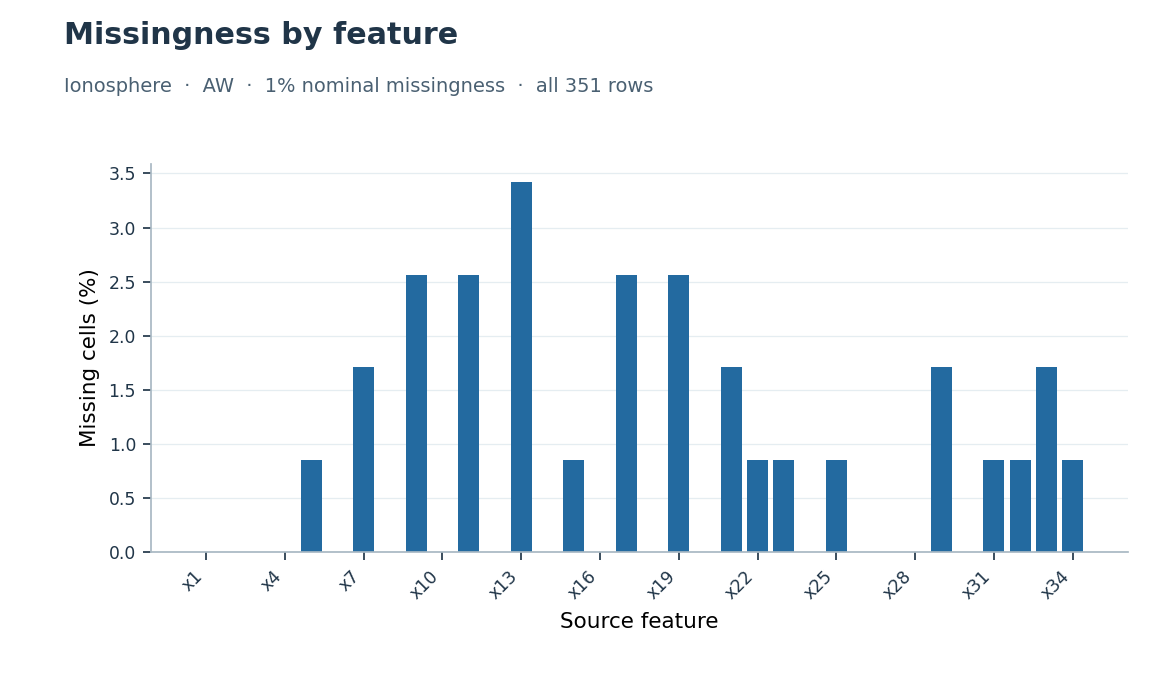 Missingness by feature
Ionosphere · AW · 1% nominal missingness · all 351 rows
3.5
3.0
2.5
2.0
1.5
1.0
0.5
0.0
Missing cells (%)
x1 x4 x7 x10 x13 x16 x19 x22 x25 x28 x31 x34
Source feature